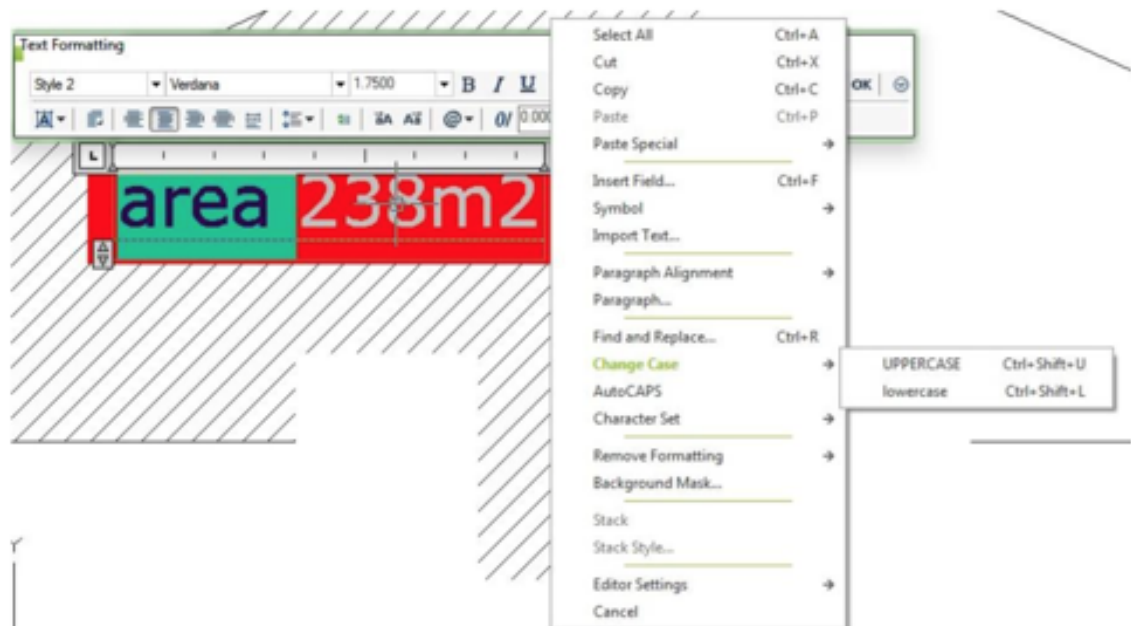 Text Formatting
Style 2 Verdana 1.7500 B I U OK
0/ 0.000
area 238m2
Select All Ctrl+A
Cut Ctrl+X
Copy Ctrl+C
Paste Ctrl+P
Paste Special
Insert Field... Ctrl+F
Symbol
Import Text...
Paragraph Alignment
Paragraph...
Find and Replace... Ctrl+R
Change Case
UPPERCASE Ctrl+Shift+U
lowercase Ctrl+Shift+L
AutoCAPS
Character Set
Remove Formatting
Background Mask...
Stack
Stack Style...
Editor Settings
Cancel